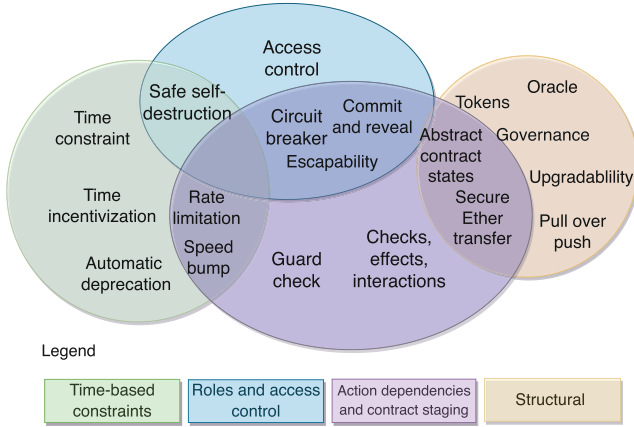 Access
control
Safe self-
destruction
Time
constraint
Circuit
breaker
Commit
and reveal
Escapability
Tokens
Oracle
Abstract
contract
states
Governance
Time
incentivization
Rate
limitation
Secure
Ether
transfer
Upgradablility
Pull over
push
Automatic
deprecation
Speed
bump
Guard
check
Checks,
effects,
interactions
Legend
Time-based
constraints
Roles and access
control
Action dependencies
and contract staging
Structural